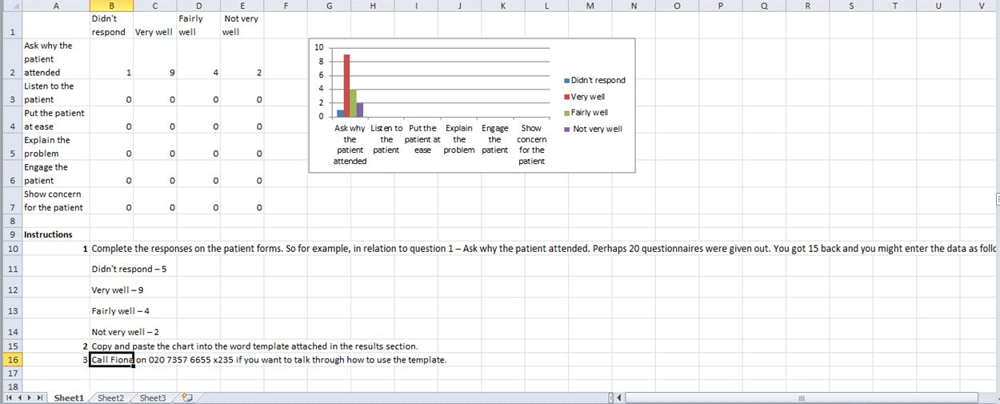 A B C D E F G H I J K L M N O P Q R S T U V
Didn't Fairly Not very
1 respond Very well well well
Ask why the
patient
2 attended 1 9 4 2
Listen to the
3 patient 0 0 0 0
Put the patient
4 at ease 0 0 0 0
Explain the
5 problem 0 0 0 0
Engage the
6 patient 0 0 0 0
Show concern
7 for the patient 0 0 0 0
10
8
6
4
2
0
Ask why Listen to Put the Explain Engage Show
the the patient at the the concern
patient patient ease problem patient for the
attended patient
Didn't respond
Very well
Fairly well
Not very well
8
9 Instructions
10 1 Complete the responses on the patient forms. So for example, in relation to question 1 – Ask why the patient attended. Perhaps 20 questionnaires were given out. You got 15 back and you might enter the data as follo
11 Didn't respond – 5
12 Very well – 9
13 Fairly well – 4
14 Not very well – 2
15 2 Copy and paste the chart into the word template attached in the results section.
16 3 Call Fiona on 020 7357 6655 x235 if you want to talk through how to use the template.
17
18
Sheet1 Sheet2 Sheet3